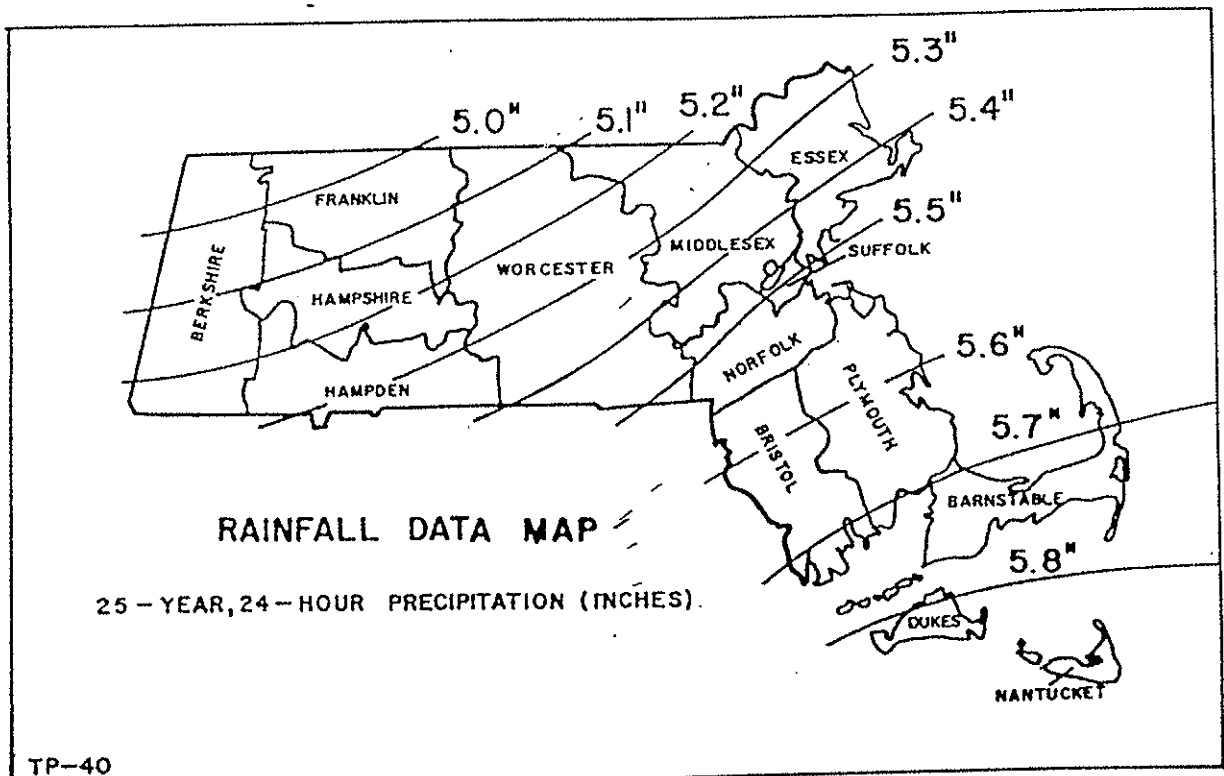 5.0"
5.1"
5.2"
5.3"
5.4"
5.5"
ESSEX
FRANKLIN
MIDDLESEX
SUFFOLK
BERKSHIRE
WORCESTER
HAMPSHIRE
NORFOLK
5.6"
HAMPDEN
PLYMOUTH
5.7"
BRISTOL
BARNSTABLE
RAINFALL DATA MAP
5.8"
25-YEAR, 24-HOUR PRECIPITATION (INCHES).
DUKES
NANTUCKET
TP-40